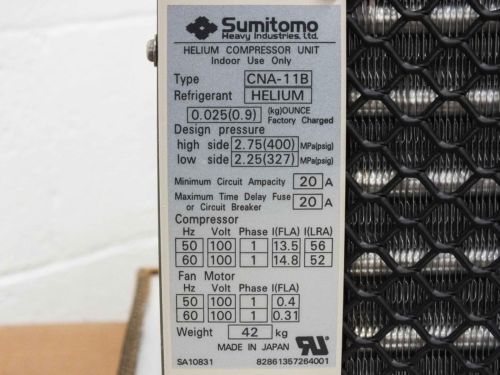 Sumitomo
Heavy Industries, Ltd.
HELIUM COMPRESSOR UNIT
Indoor Use Only
Type CNA-11B
Refrigerant HELIUM
0.025(0.9) (kg)OUNCE
Factory Charged
Design pressure
high side 2.75(400) MPa(psig)
low side 2.25(327) MPa(psig)
Minimum Circuit Ampacity 20 A
Maximum Time Delay Fuse
or Circuit Breaker 20 A
Compressor
Hz Volt Phase I(FLA) I(LRA)
50 100 1 13.5 56
60 100 1 14.8 52
Fan Motor
Hz Volt Phase I(FLA)
50 100 1 0.4
60 100 1 0.31
Weight 42 kg
MADE IN JAPAN RU
SA10831 82861357264001